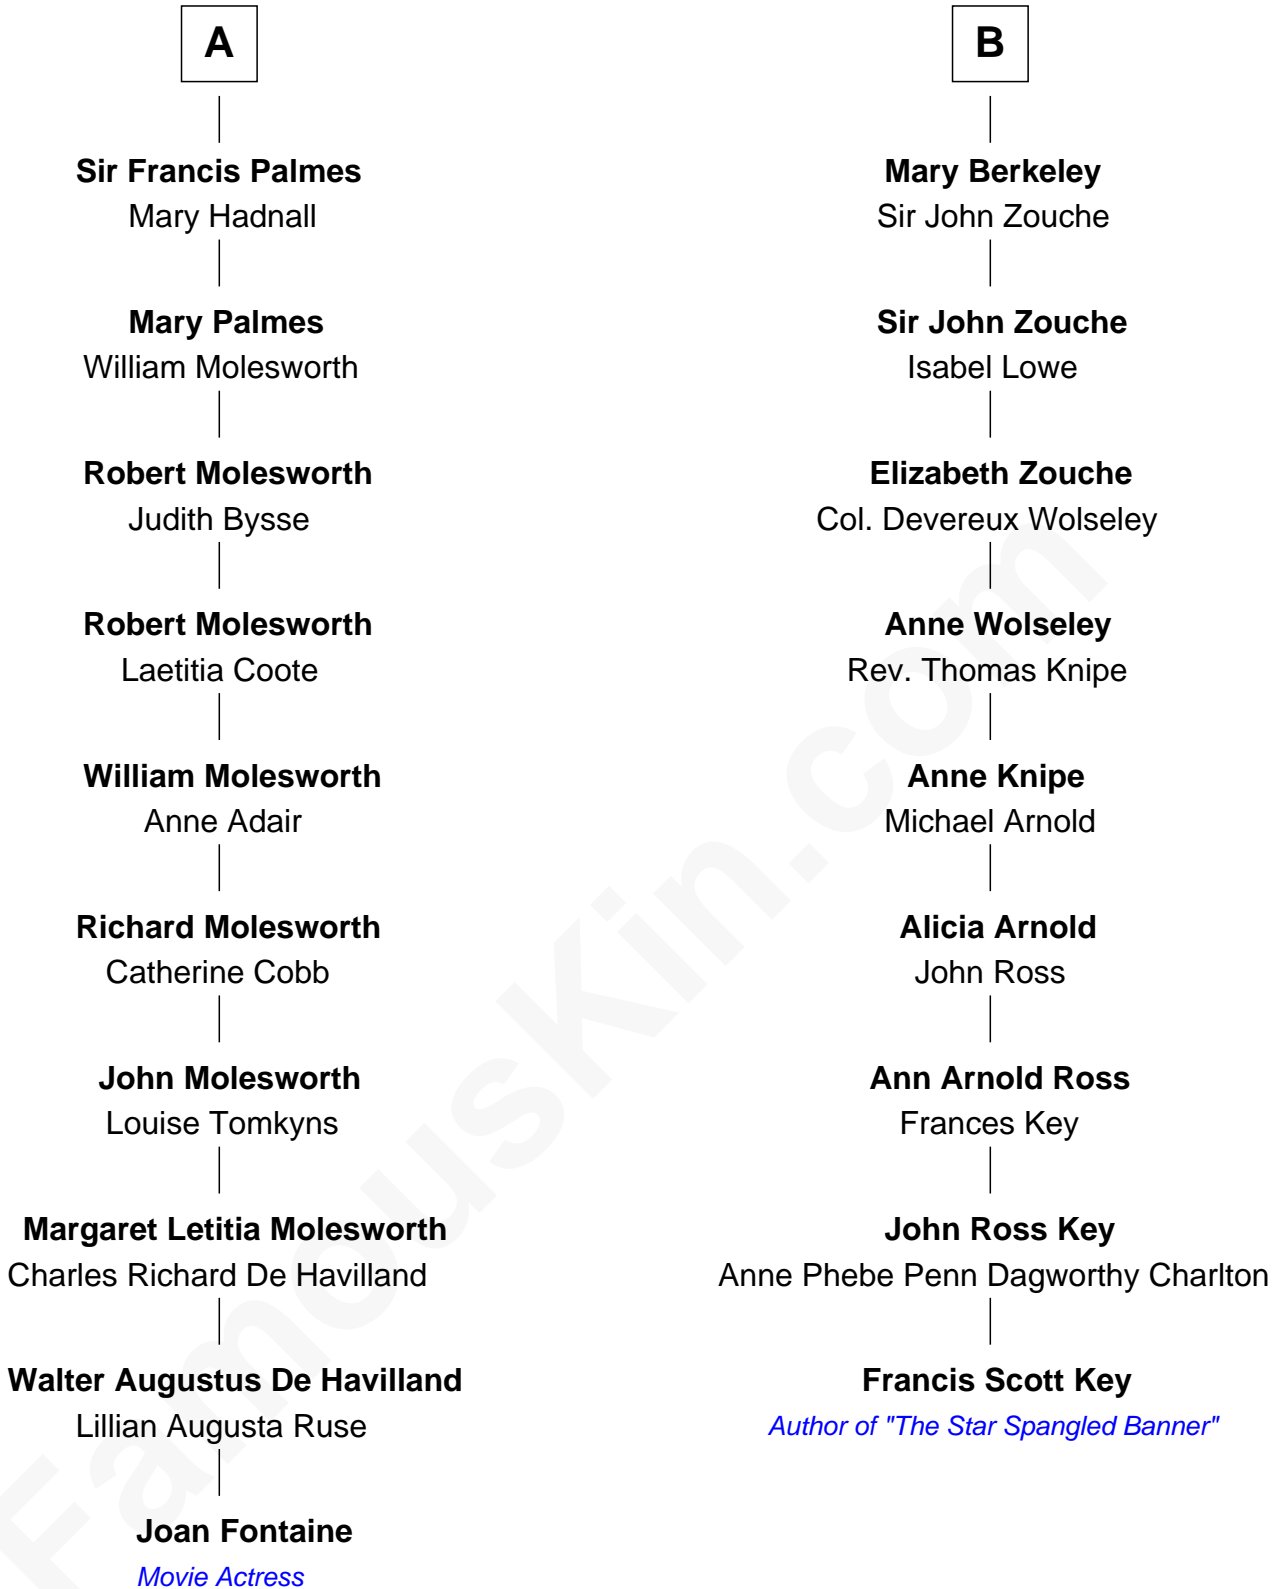 A
Sir Francis Palmes
Mary Hadnall
Mary Palmes
William Molesworth
Robert Molesworth
Judith Bysse
Robert Molesworth
Laetitia Coote
William Molesworth
Anne Adair
Richard Molesworth
Catherine Cobb
John Molesworth
Louise Tomkyns
Margaret Letitia Molesworth
Charles Richard De Havilland
Walter Augustus De Havilland
Lillian Augusta Ruse
Joan Fontaine
Movie Actress
B
Mary Berkeley
Sir John Zouche
Sir John Zouche
Isabel Lowe
Elizabeth Zouche
Col. Devereux Wolseley
Anne Wolseley
Rev. Thomas Knipe
Anne Knipe
Michael Arnold
Alicia Arnold
John Ross
Ann Arnold Ross
Frances Key
John Ross Key
Anne Phebe Penn Dagworthy Charlton
Francis Scott Key
Author of "The Star Spangled Banner"
FamousKin.com